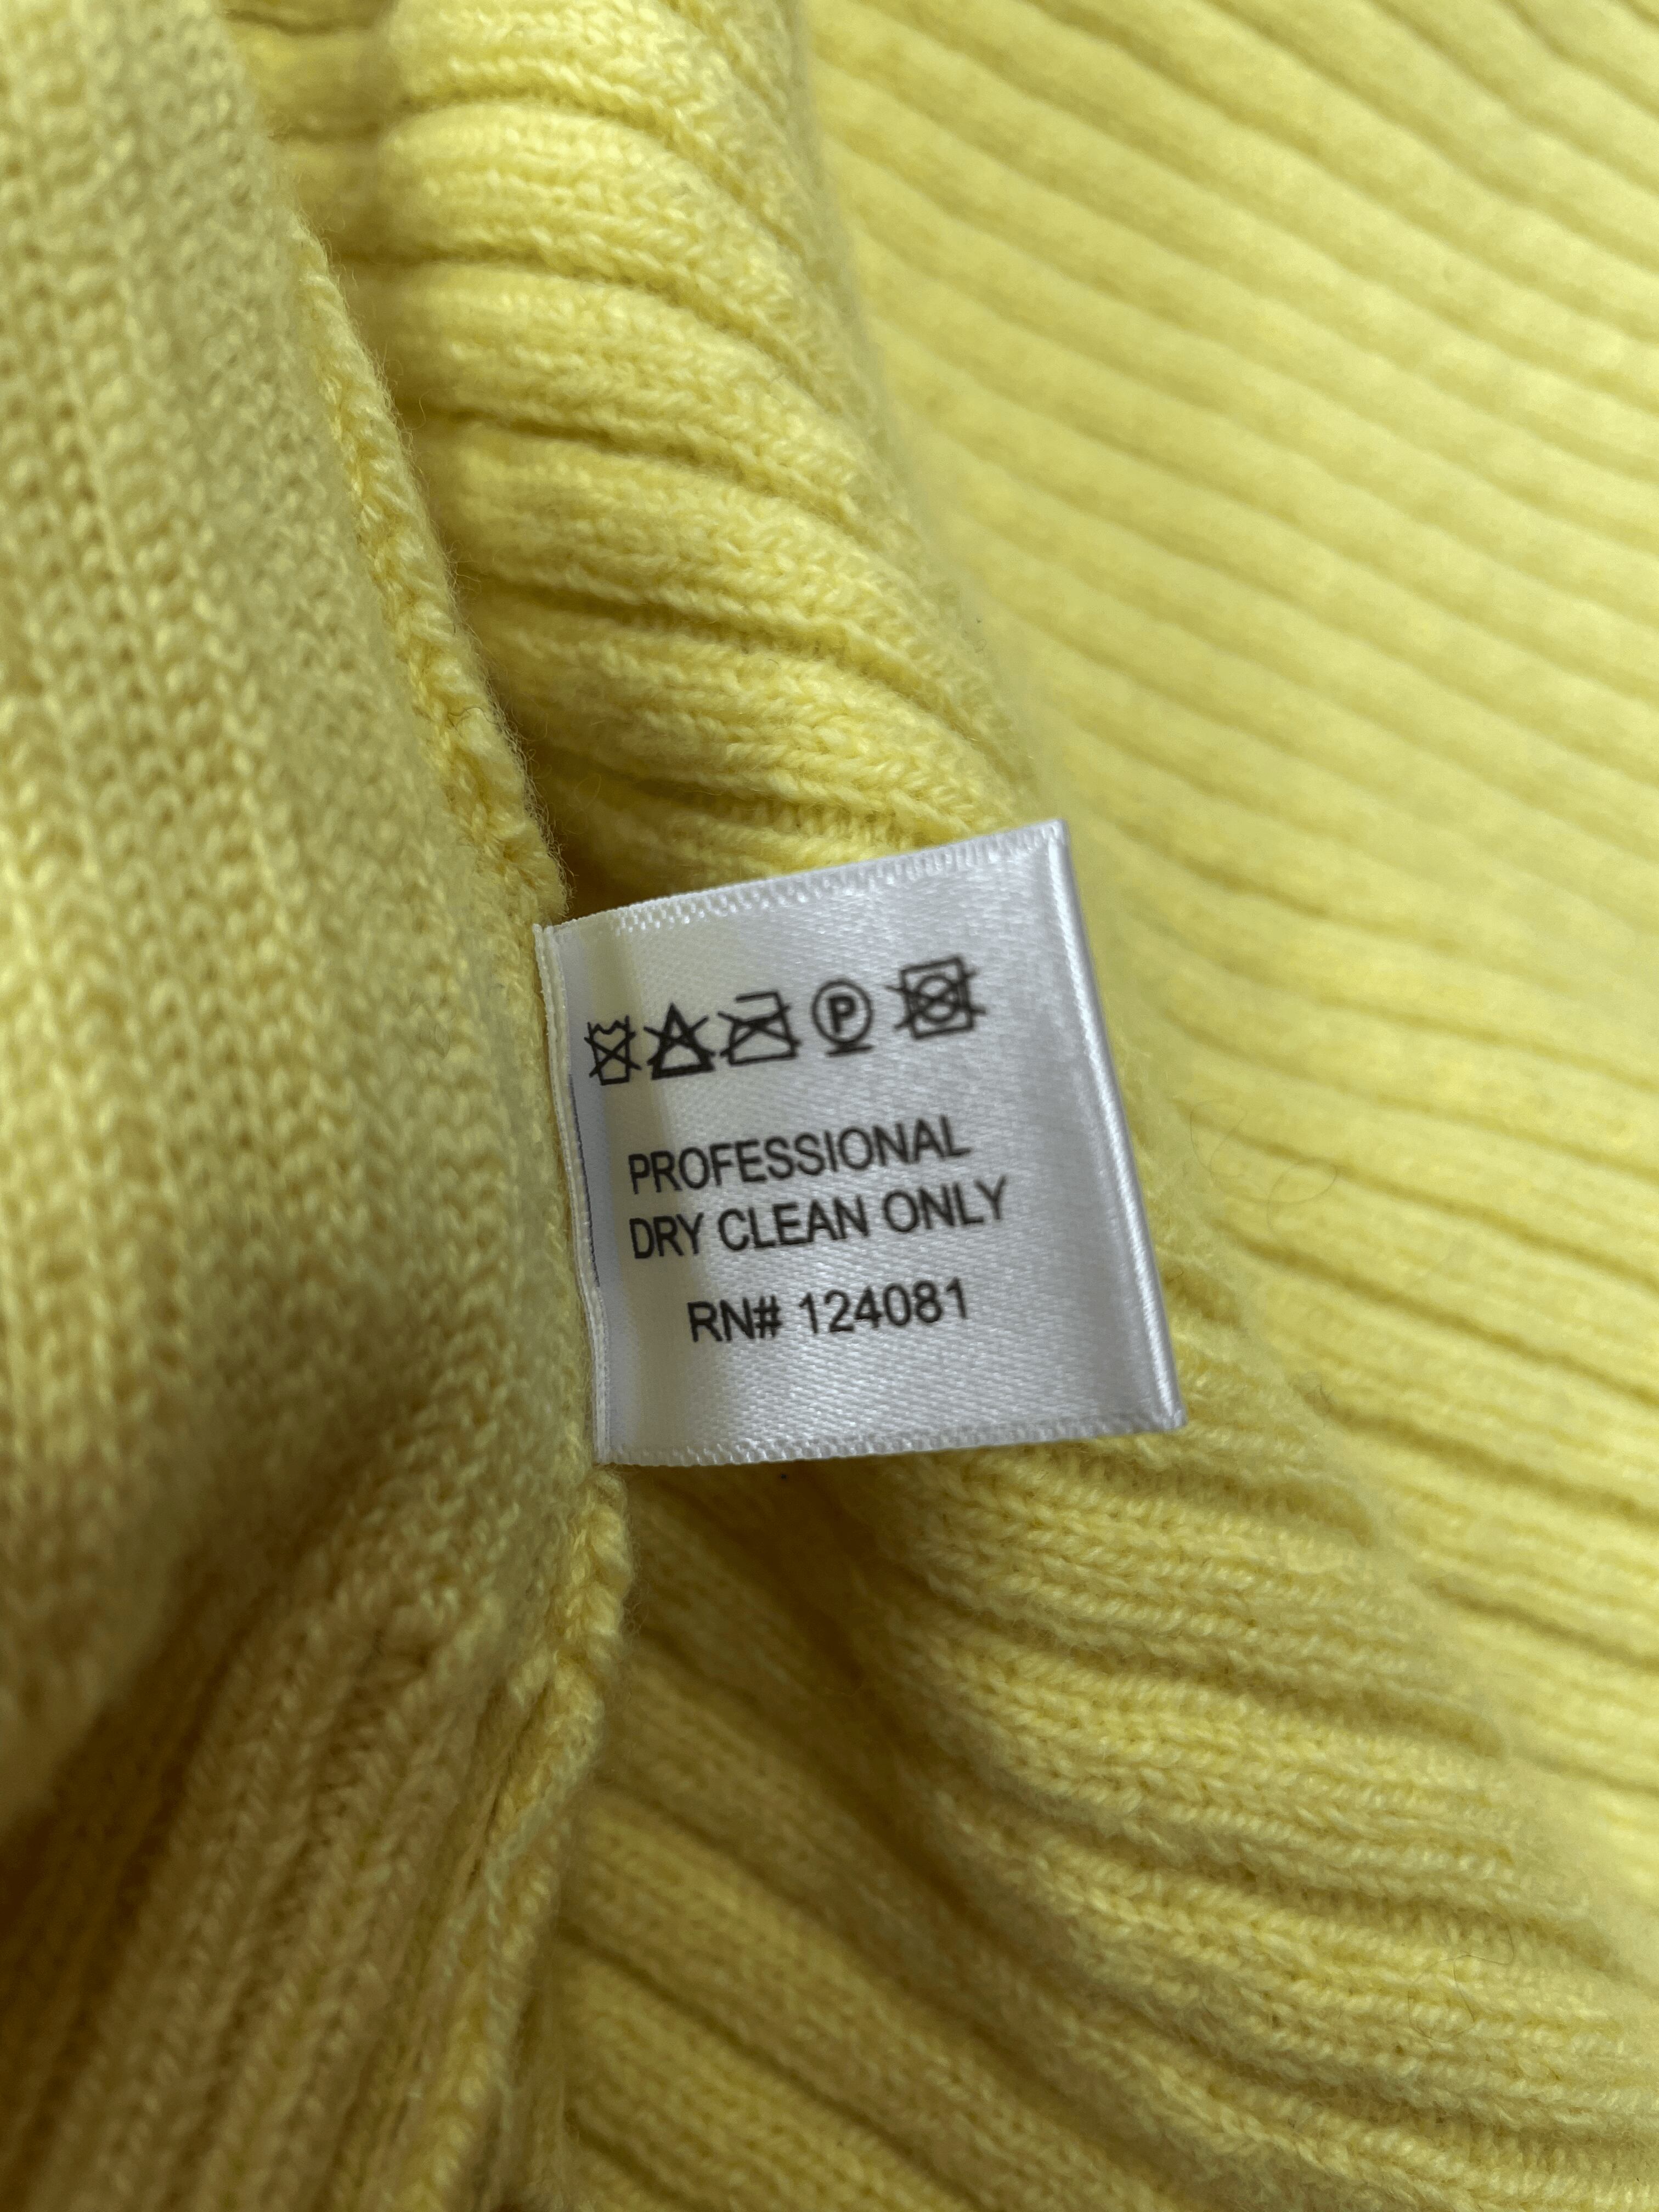 P
PROFESSIONAL
DRY CLEAN ONLY
RN# 124081